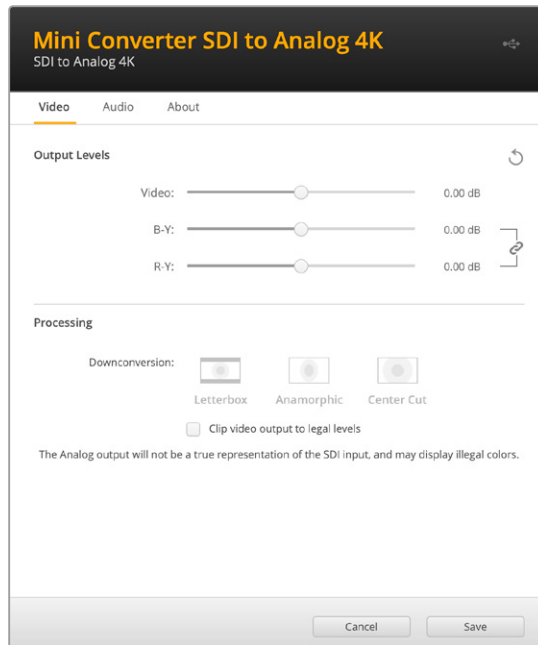 Mini Converter SDI to Analog 4K
SDI to Analog 4K
Video Audio About
Output Levels
Video: 0.00 dB
B-Y: 0.00 dB
R-Y: 0.00 dB
Processing
Downconversion:
Letterbox Anamorphic Center Cut
Clip video output to legal levels
The Analog output will not be a true representation of the SDI input, and may display illegal colors.
Cancel Save